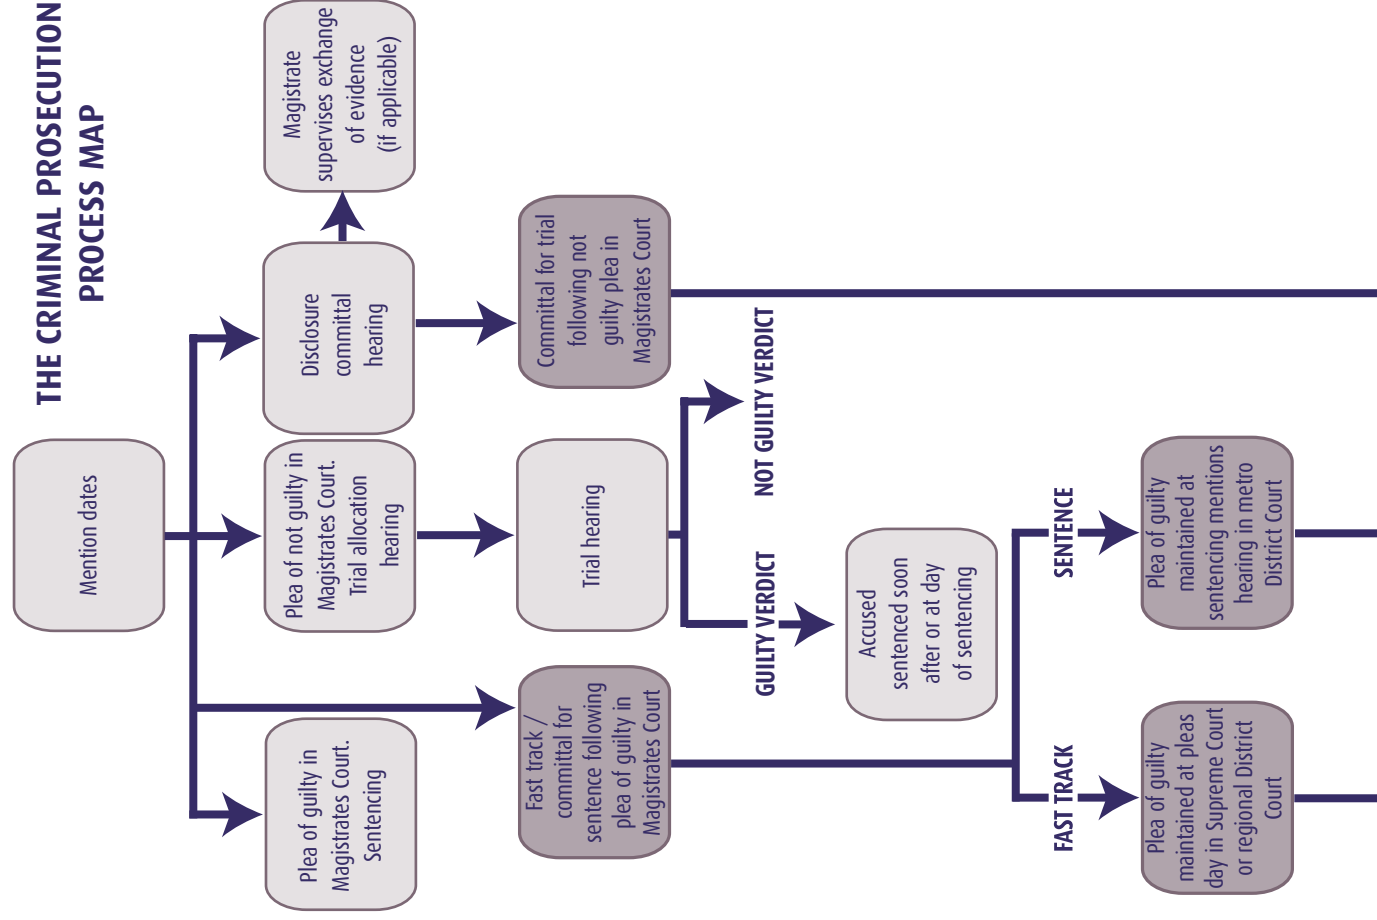 THE CRIMINAL PROSECUTION
PROCESS MAP
Mention dates
Plea of guilty in
Magistrates Court.
Sentencing
Plea of not guilty in
Magistrates Court.
Trial allocation
hearing
Disclosure
committal
hearing
Magistrate
supervises exchange
of evidence
(if applicable)
Fast track /
committal for
sentence following
plea of guilty in
Magistrates Court
Trial hearing
Committal for trial
following not
guilty plea in
Magistrates Court
GUILTY VERDICT
NOT GUILTY VERDICT
Accused
sentenced soon
after or at day
of sentencing
FAST TRACK
SENTENCE
Plea of guilty
maintained at pleas
day in Supreme Court
or regional District
Court
Plea of guilty
maintained at
sentencing mentions
hearing in metro
District Court